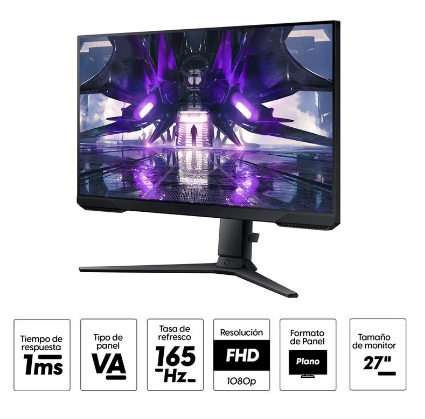 Tiempo de
respuesta
1ms
Tipo de
panel
VA
Tasa de
refresco
165
Hz
Resolución
FHD
1080p
Formato
de Panel
Plano
Tamaño
de monitor
27"